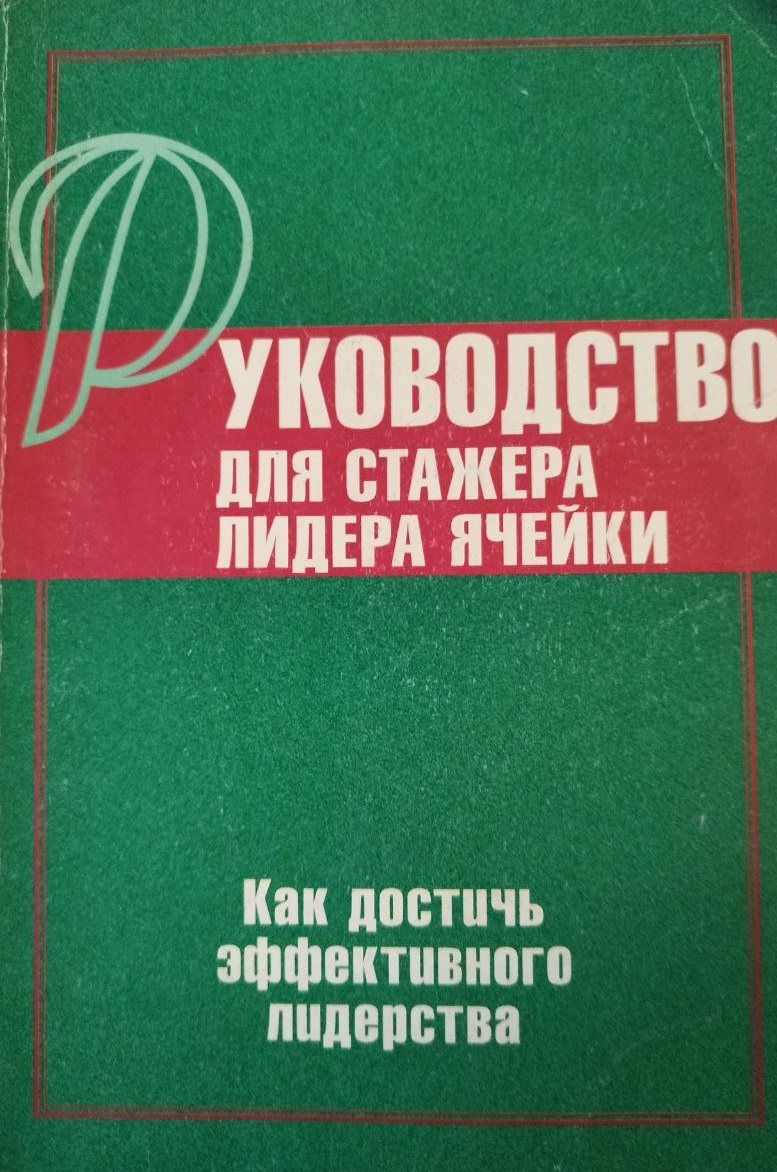 РУКОВОДСТВО
ДЛЯ СТАЖЕРА
ЛИДЕРА ЯЧЕЙКИ
Как достичь
эффективного
лидерства